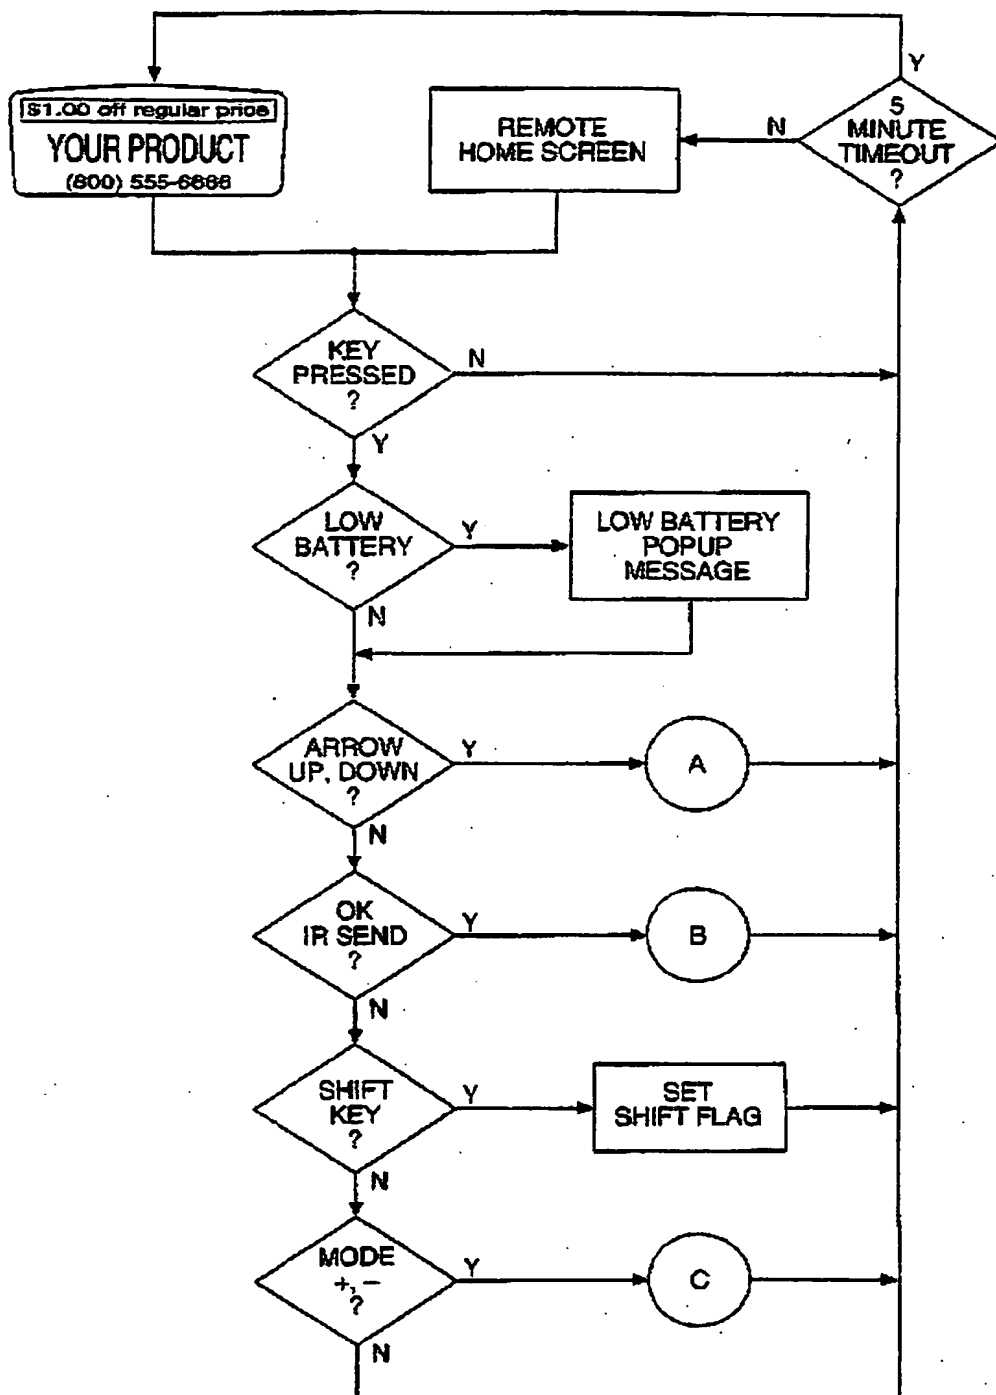 Y
$1.00 off regular price
YOUR PRODUCT
(800) 555-6666
REMOTE
HOME SCREEN
N
5
MINUTE
TIMEOUT
?
KEY
PRESSED
?
N
Y
LOW
BATTERY
?
Y
LOW BATTERY
POPUP
MESSAGE
N
ARROW
UP, DOWN
?
Y
A
N
OK
IR SEND
?
Y
B
N
SHIFT
KEY
?
Y
SET
SHIFT FLAG
N
MODE
+, −
?
Y
C
N